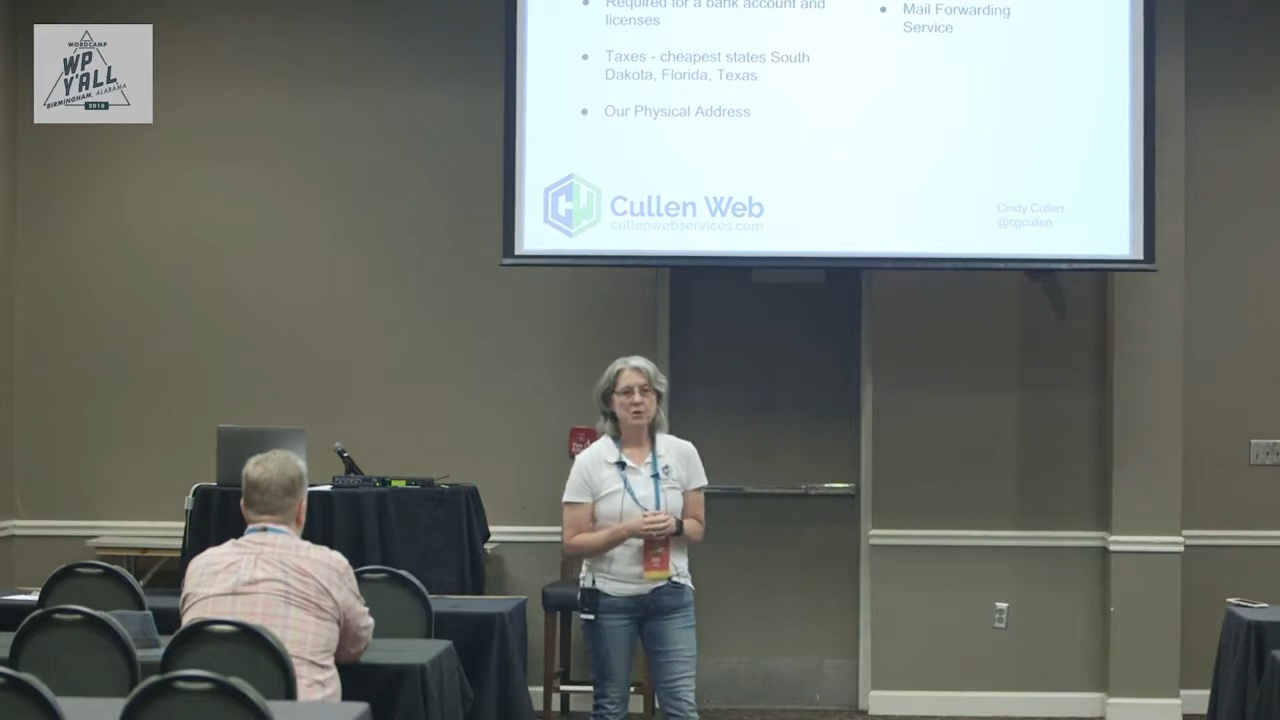 WORDCAMP
WP
Y'ALL
BIRMINGHAM, ALABAMA
2018
Required for a bank account and
licenses
Taxes - cheapest states South
Dakota, Florida, Texas
Our Physical Address
Mail Forwarding
Service
CW
Cullen Web
cullenwebservices.com
Cindy Cullen
@cgcullen